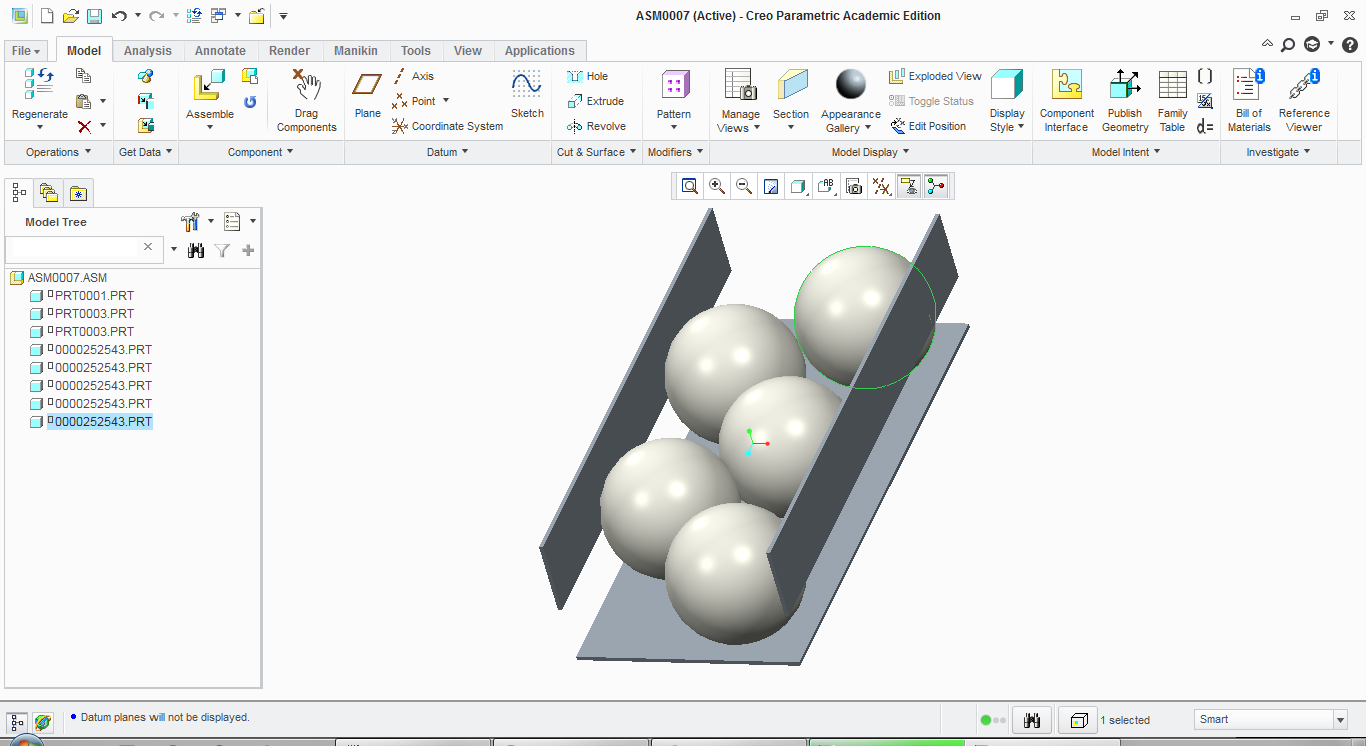 ASM0007 (Active) - Creo Parametric Academic Edition
File Model Analysis Annotate Render Manikin Tools View Applications
Regenerate
Assemble
Drag
Components
Plane
Axis
Point
Coordinate System
Sketch
Hole
Extrude
Revolve
Pattern
Manage
Views
Section
Appearance
Gallery
Exploded View
Toggle Status
Edit Position
Display
Style
Component
Interface
Publish
Geometry
Family
Table
d=
Bill of
Materials
Reference
Viewer
Operations Get Data Component Datum Cut & Surface Modifiers Model Display Model Intent Investigate
Model Tree
ASM0007.ASM
PRT0001.PRT
PRT0003.PRT
PRT0003.PRT
0000252543.PRT
0000252543.PRT
0000252543.PRT
0000252543.PRT
0000252543.PRT
Datum planes will not be displayed.
1 selected
Smart